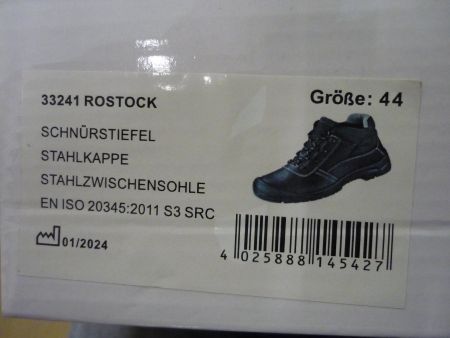 33241 ROSTOCK
Größe: 44
SCHNÜRSTIEFEL
STAHLKAPPE
STAHLZWISCHENSOHLE
EN ISO 20345:2011 S3 SRC
01/2024
4 025888 145427